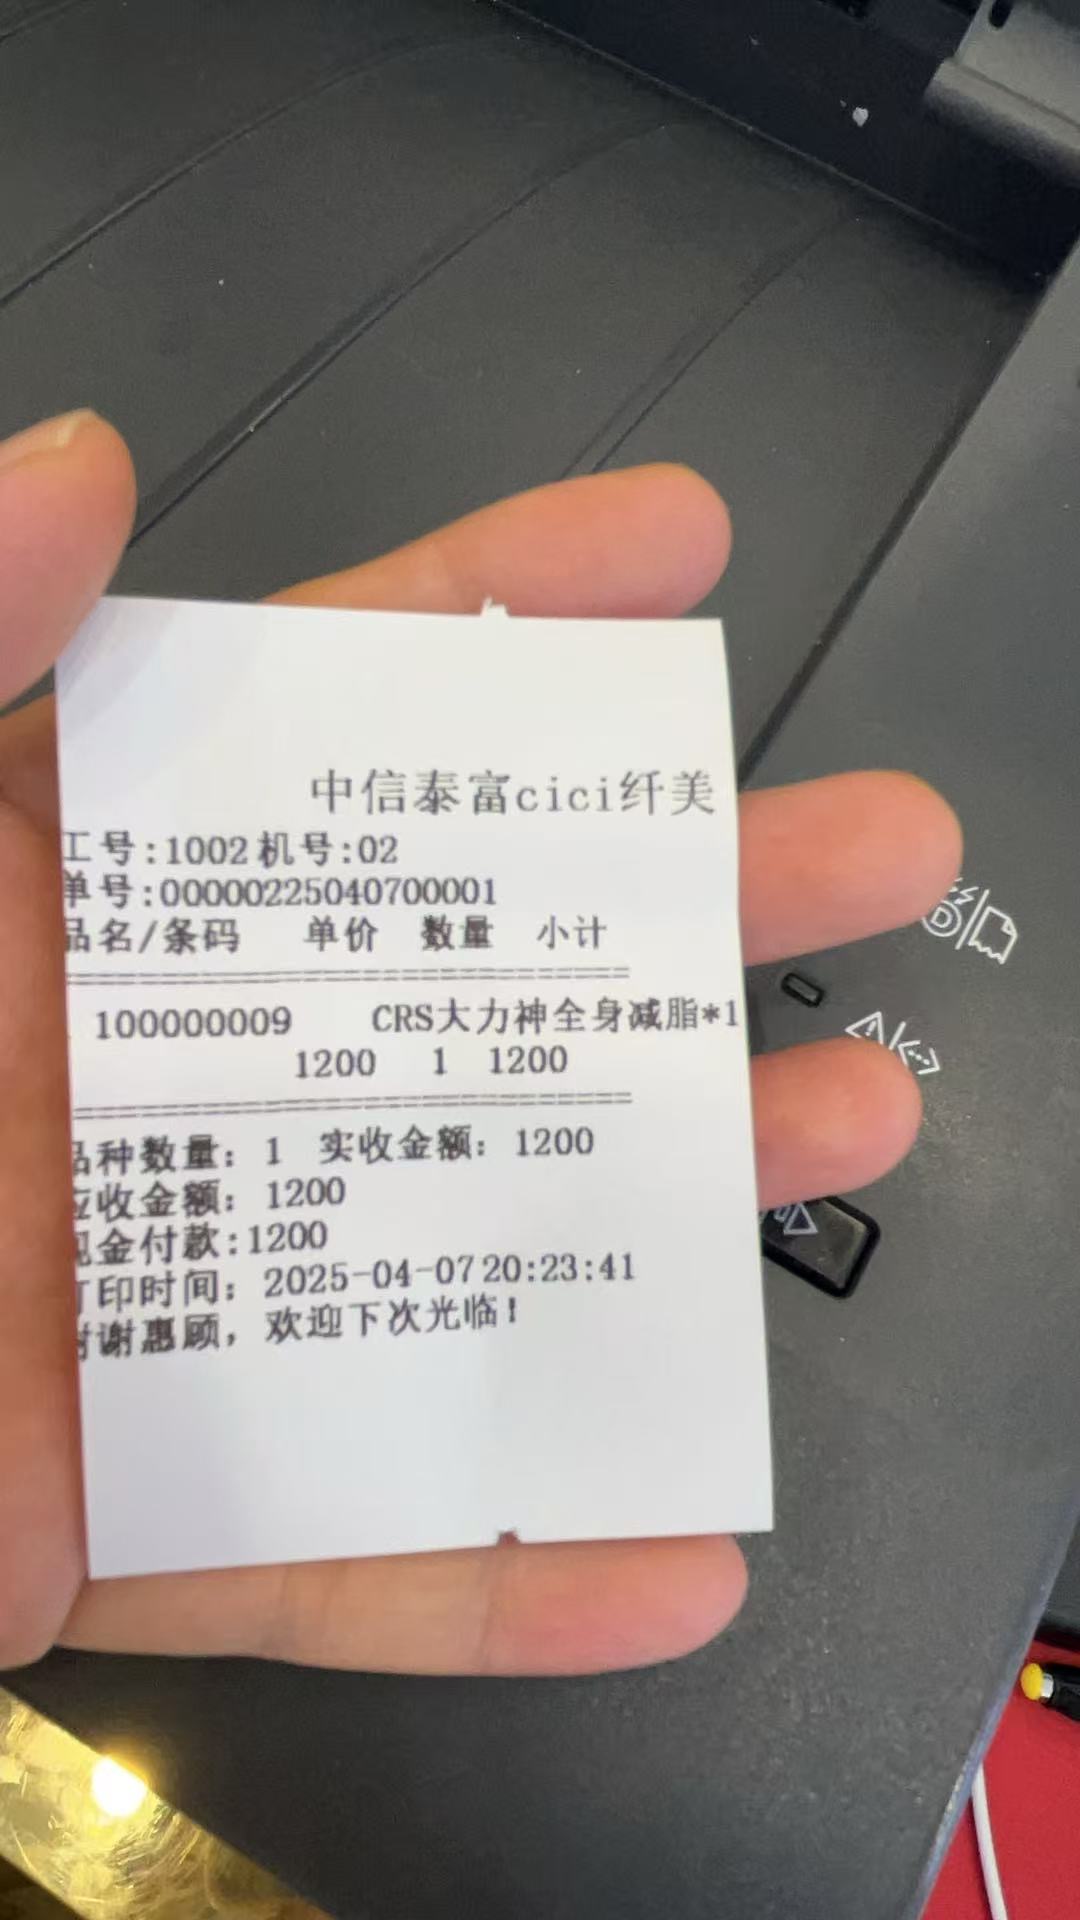 中信泰富cici纤美
工号:1002 机号:02
单号:00000225040700001
品名/条码 单价 数量 小计
100000009 CRS大力神全身减脂*1
1200 1 1200
品种数量: 1 实收金额: 1200
应收金额: 1200
现金付款:1200
打印时间: 2025-04-07 20:23:41
谢谢惠顾, 欢迎下次光临!
D